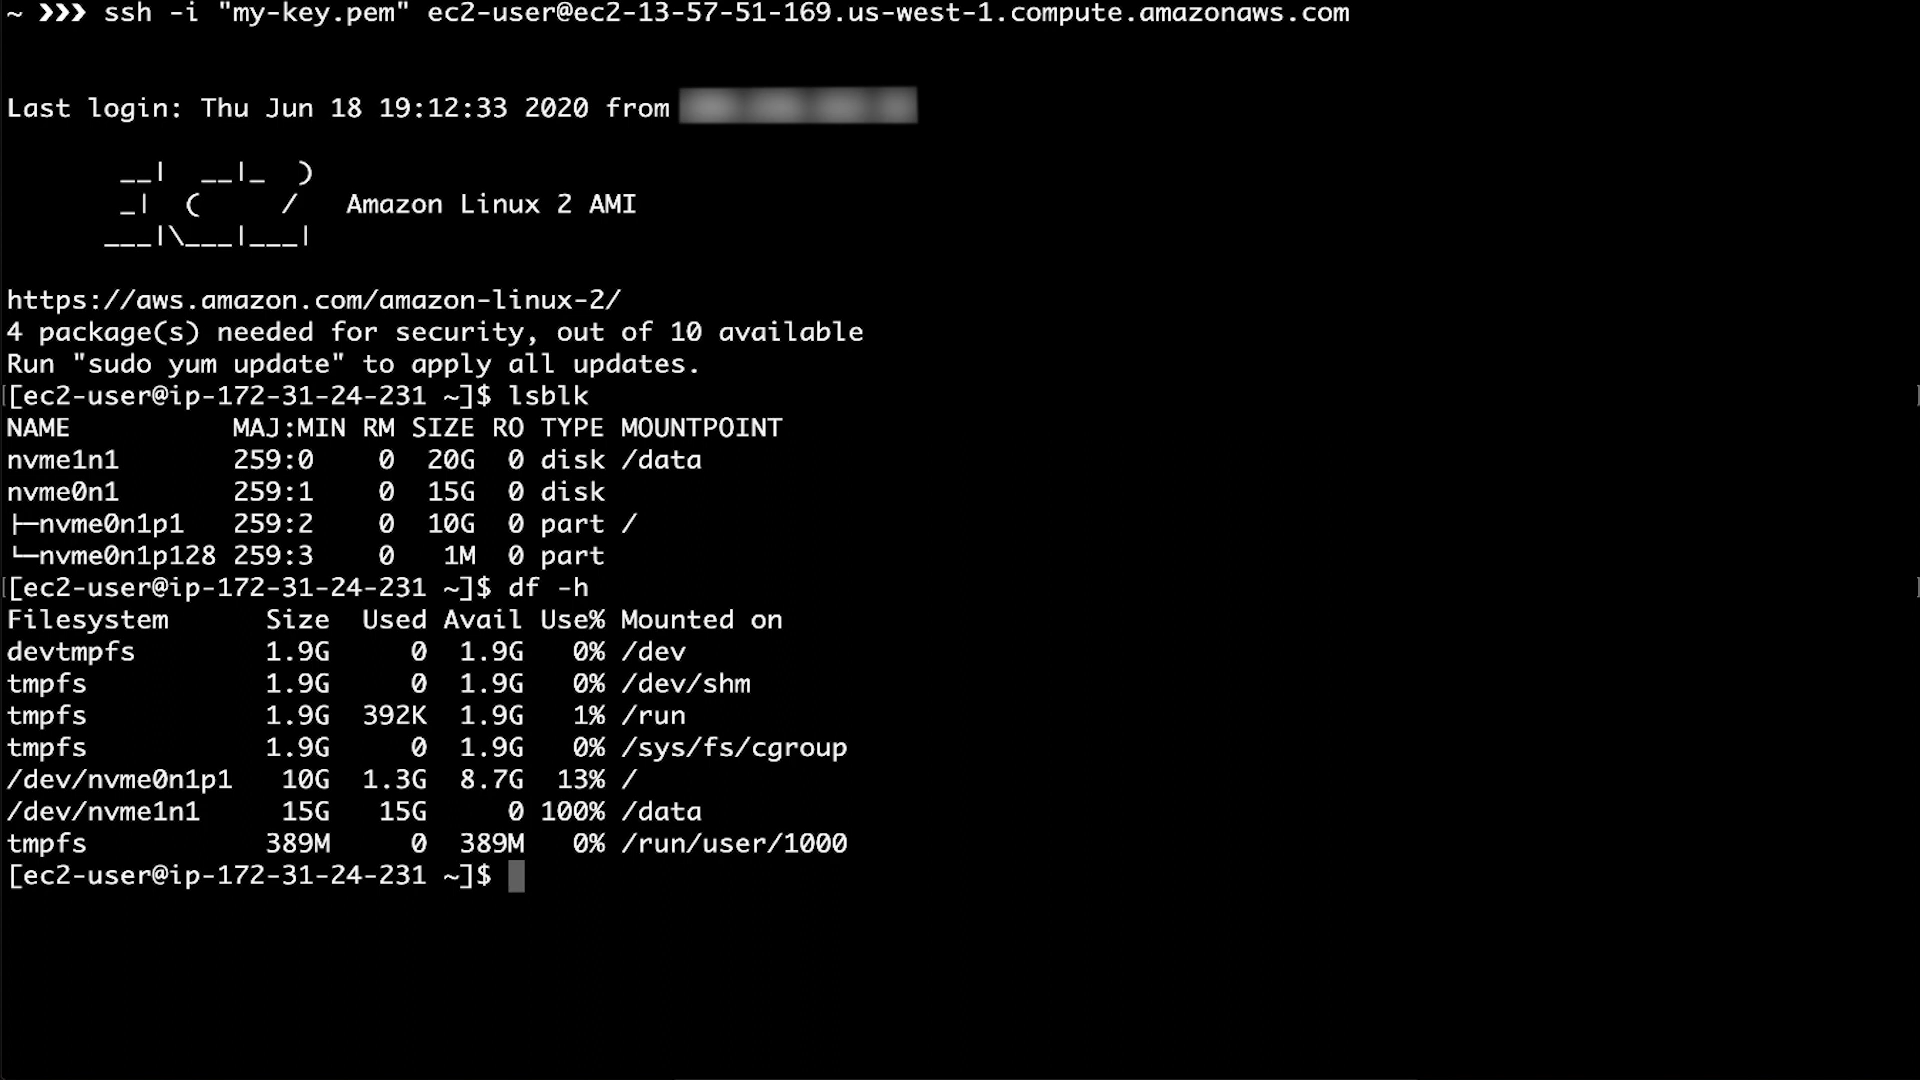 ~ ❯❯❯ ssh -i "my-key.pem" ec2-user@ec2-13-57-51-169.us-west-1.compute.amazonaws.com
Last login: Thu Jun 18 19:12:33 2020 from
       __|  __|_  )
       _|  (     /   Amazon Linux 2 AMI
      ___|\___|___|
https://aws.amazon.com/amazon-linux-2/
4 package(s) needed for security, out of 10 available
Run "sudo yum update" to apply all updates.
[ec2-user@ip-172-31-24-231 ~]$ lsblk
NAME          MAJ:MIN RM SIZE RO TYPE MOUNTPOINT
nvme1n1       259:0    0  20G  0 disk /data
nvme0n1       259:1    0  15G  0 disk
├─nvme0n1p1   259:2    0  10G  0 part /
└─nvme0n1p128 259:3    0   1M  0 part
[ec2-user@ip-172-31-24-231 ~]$ df -h
Filesystem      Size  Used Avail Use% Mounted on
devtmpfs        1.9G     0  1.9G   0% /dev
tmpfs           1.9G     0  1.9G   0% /dev/shm
tmpfs           1.9G  392K  1.9G   1% /run
tmpfs           1.9G     0  1.9G   0% /sys/fs/cgroup
/dev/nvme0n1p1   10G  1.3G  8.7G  13% /
/dev/nvme1n1     15G   15G     0 100% /data
tmpfs           389M     0  389M   0% /run/user/1000
[ec2-user@ip-172-31-24-231 ~]$